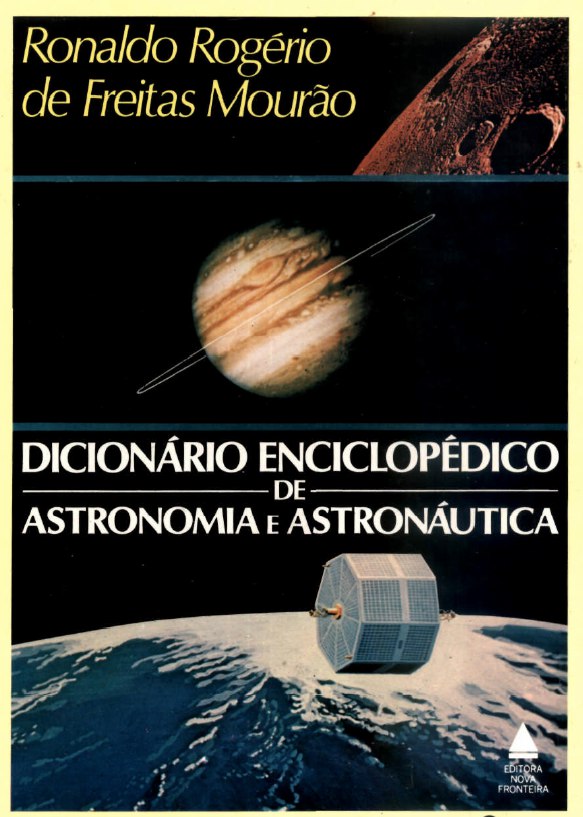 Ronaldo Rogério
de Freitas Mourão
DICIONÁRIO ENCICLOPÉDICO
DE
ASTRONOMIA E ASTRONÁUTICA
EDITORA
NOVA
FRONTEIRA